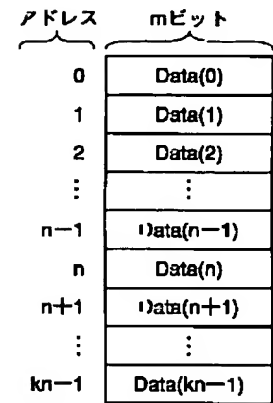 アドレス mビット
0 Data(0)
1 Data(1)
2 Data(2)
⋮ ⋮
n−1 Data(n−1)
n Data(n)
n+1 Data(n+1)
⋮ ⋮
kn−1 Data(kn−1)